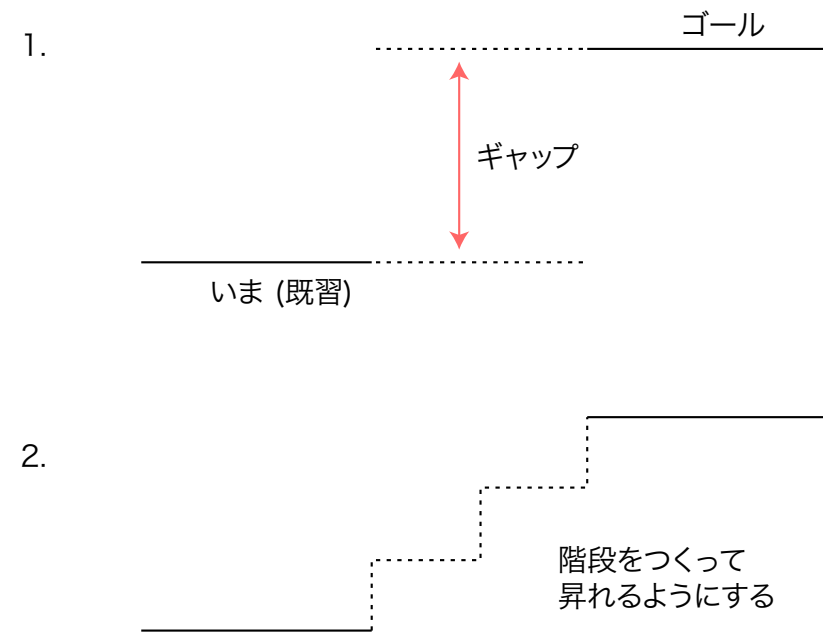 1.
ゴール
ギャップ
いま (既習)
2.
階段をつくって
昇れるようにする